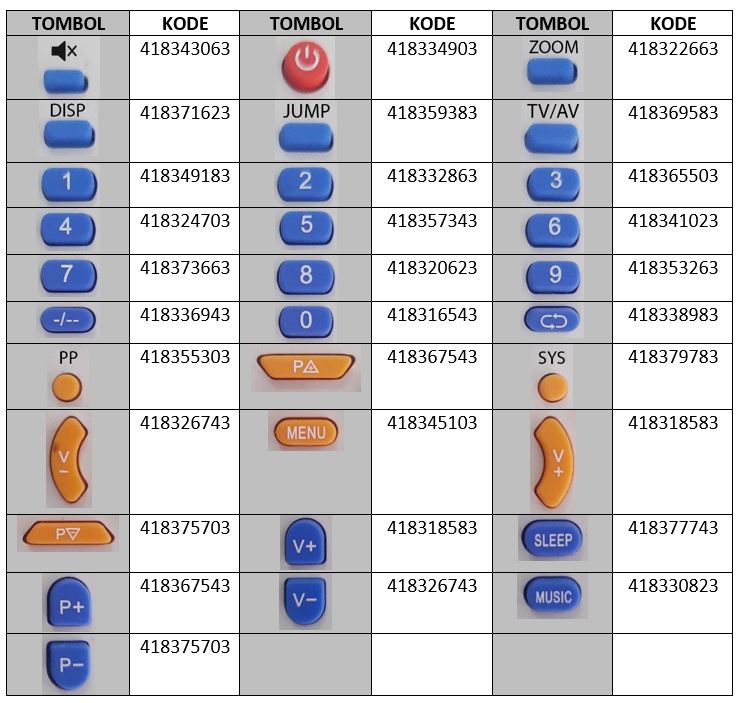 TOMBOL KODE TOMBOL KODE TOMBOL KODE
418343063 418334903 ZOOM 418322663
DISP 418371623 JUMP 418359383 TV/AV 418369583
1 418349183 2 418332863 3 418365503
4 418324703 5 418357343 6 418341023
7 418373663 8 418320623 9 418353263
-/-- 418336943 0 418316543 418338983
PP 418355303 P+ 418367543 SYS 418379783
V- 418326743 MENU 418345103 V+ 418318583
P- 418375703 V+ 418318583 SLEEP 418377743
P+ 418367543 V- 418326743 MUSIC 418330823
P- 418375703